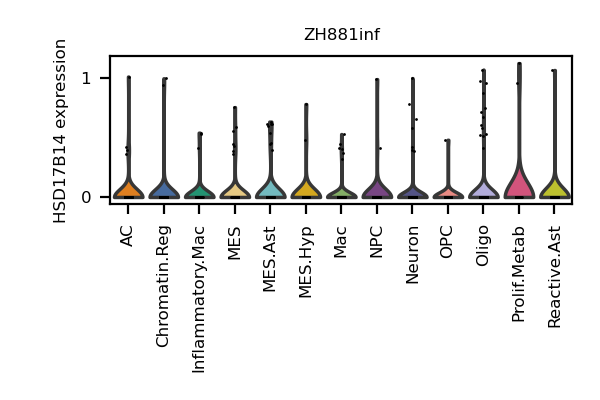 ZH881inf
HSD17B14 expression
1
0
AC
Chromatin.Reg
Inflammatory.Mac
MES
MES.Ast
MES.Hyp
Mac
NPC
Neuron
OPC
Oligo
Prolif.Metab
Reactive.Ast